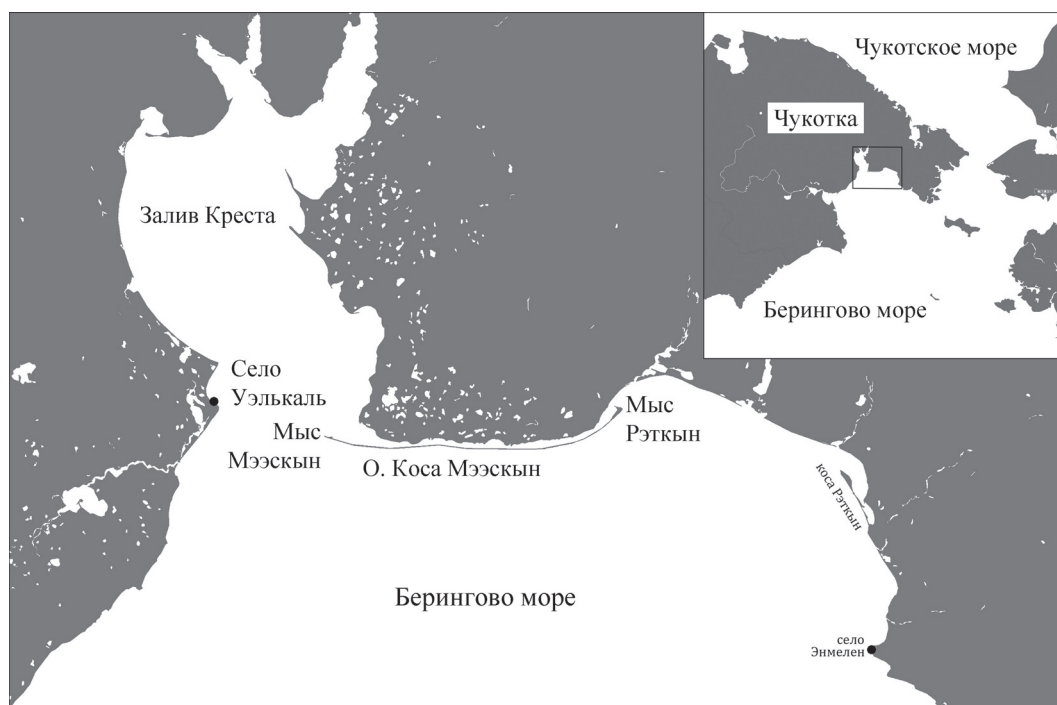 Чукотское море
Чукотка
Берингово море
Залив Креста
Село
Уэлькаль
Мыс
Мээскын
О. Коса Мээскын
Мыс
Рэткын
коса Рэткын
Берингово море
село
Энмелен